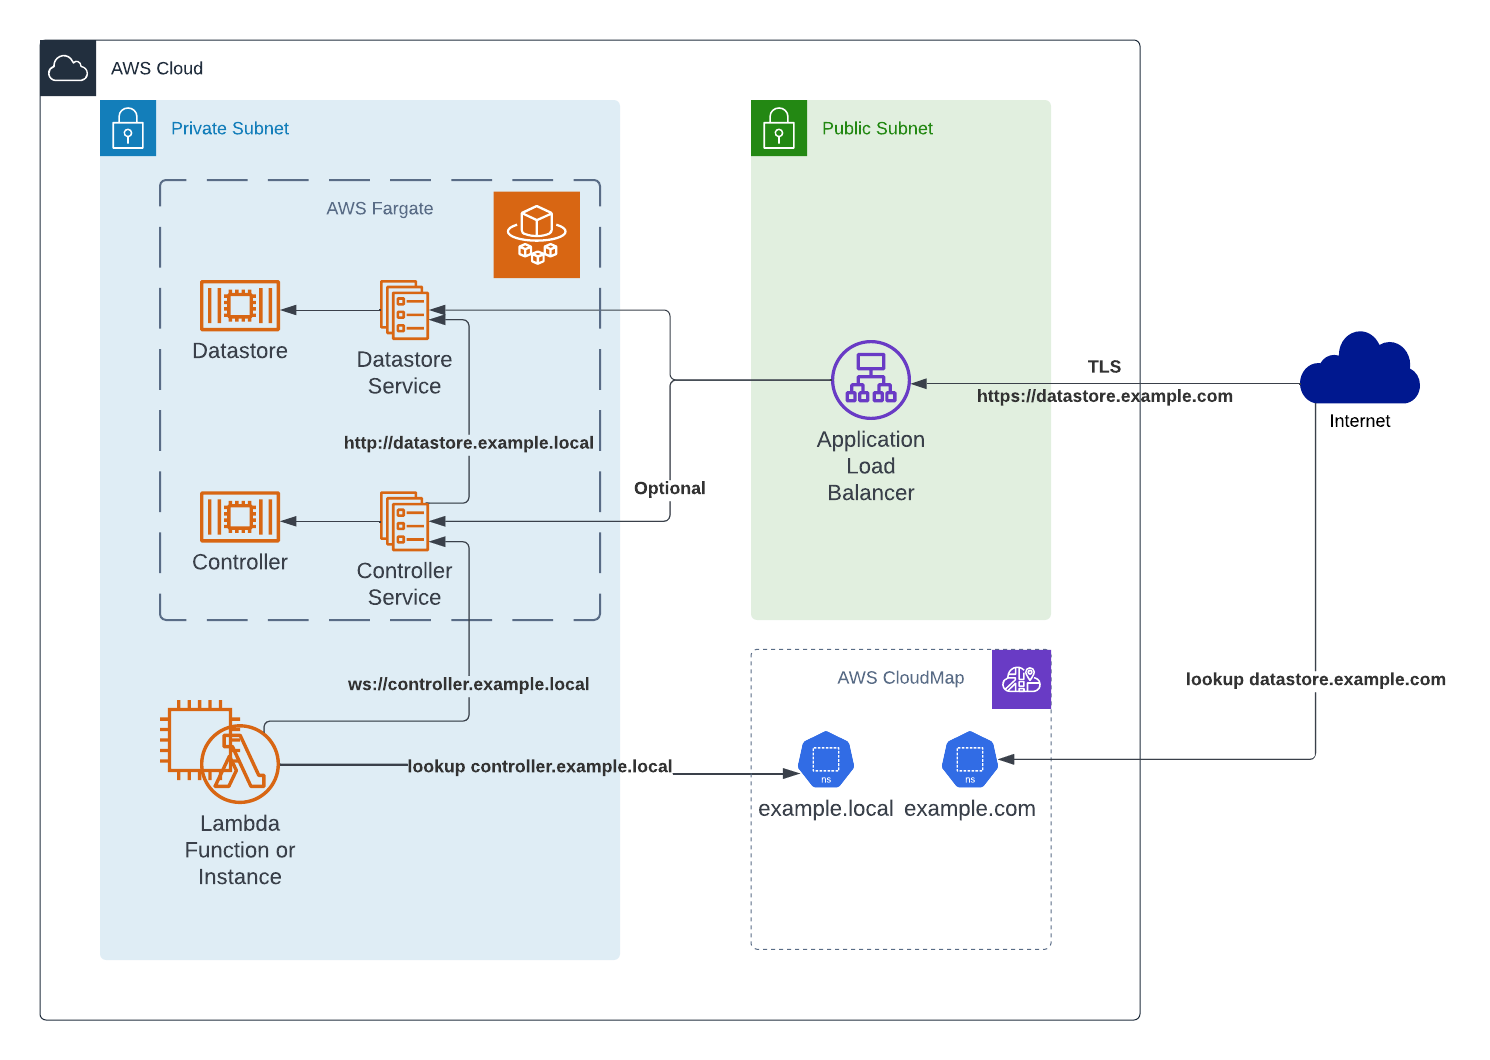 AWS Cloud
Private Subnet
Public Subnet
AWS Fargate
Datastore
Datastore
Service
http://datastore.example.local
Controller
Controller
Service
Optional
Application
Load
Balancer
TLS
https://datastore.example.com
Internet
ws://controller.example.local
lookup controller.example.local
Lambda
Function or
Instance
AWS CloudMap
ns
example.local
ns
example.com
lookup datastore.example.com